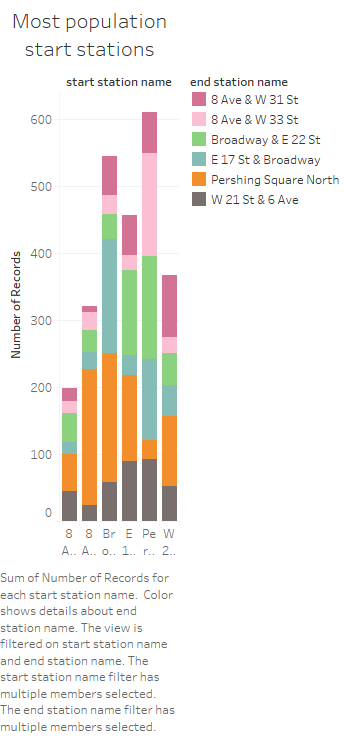 Most population
start stations
start station name
end station name
8 Ave & W 31 St
8 Ave & W 33 St
Broadway & E 22 St
E 17 St & Broadway
Pershing Square North
W 21 St & 6 Ave
Number of Records
600
500
400
300
200
100
0
8 A..
8 A..
Bro..
E 1..
Per..
W 2..
Sum of Number of Records for
each start station name. Color
shows details about end
station name. The view is
filtered on start station name
and end station name. The
start station name filter has
multiple members selected.
The end station name filter has
multiple members selected.